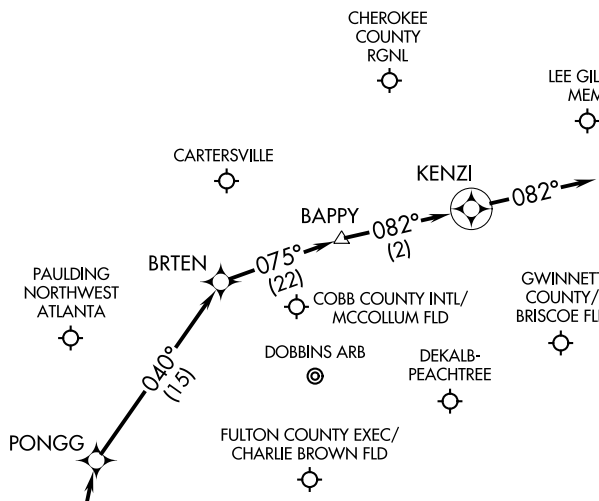 CHEROKEE
COUNTY
RGNL
LEE GIL
MEM
CARTERSVILLE
KENZI
082°
BAPPY
082°
(2)
BRTEN
075°
(22)
PAULDING
NORTHWEST
ATLANTA
COBB COUNTY INTL/
MCCOLLUM FLD
GWINNETT
COUNTY/
BRISCOE FL
DOBBINS ARB
DEKALB-
PEACHTREE
040°
(15)
PONGG
FULTON COUNTY EXEC/
CHARLIE BROWN FLD